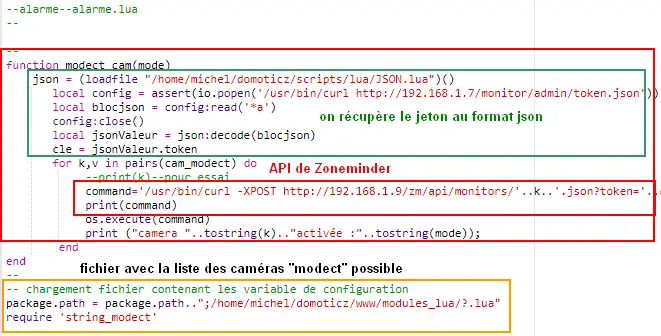 --alarme--alarme.lua
--
--
function modect_cam(mode)
json = (loadfile "/home/michel/domoticz/scripts/lua/JSON.lua")()
local config = assert(io.popen('/usr/bin/curl http://192.168.1.7/monitor/admin/token.json'))
local blocjson = config:read('*a')
config:close()
on récupère le jeton au format json
local jsonValeur = json:decode(blocjson)
cle = jsonValeur.token
for k,v in pairs(cam_modect) do
API de Zoneminder
--print(k)--pour essai
command='/usr/bin/curl -XPOST http://192.168.1.9/zm/api/monitors/'..k..'.json?token='..
print(command)
os.execute(command)
print ("camera "..tostring(k).."activée :"..tostring(mode));
end
end
fichier avec la liste des caméras "modect" possible
--
-- chargement fichier contenant les variable de configuration
package.path = package.path..";/home/michel/domoticz/www/modules_lua/?.lua"
require 'string_modect'